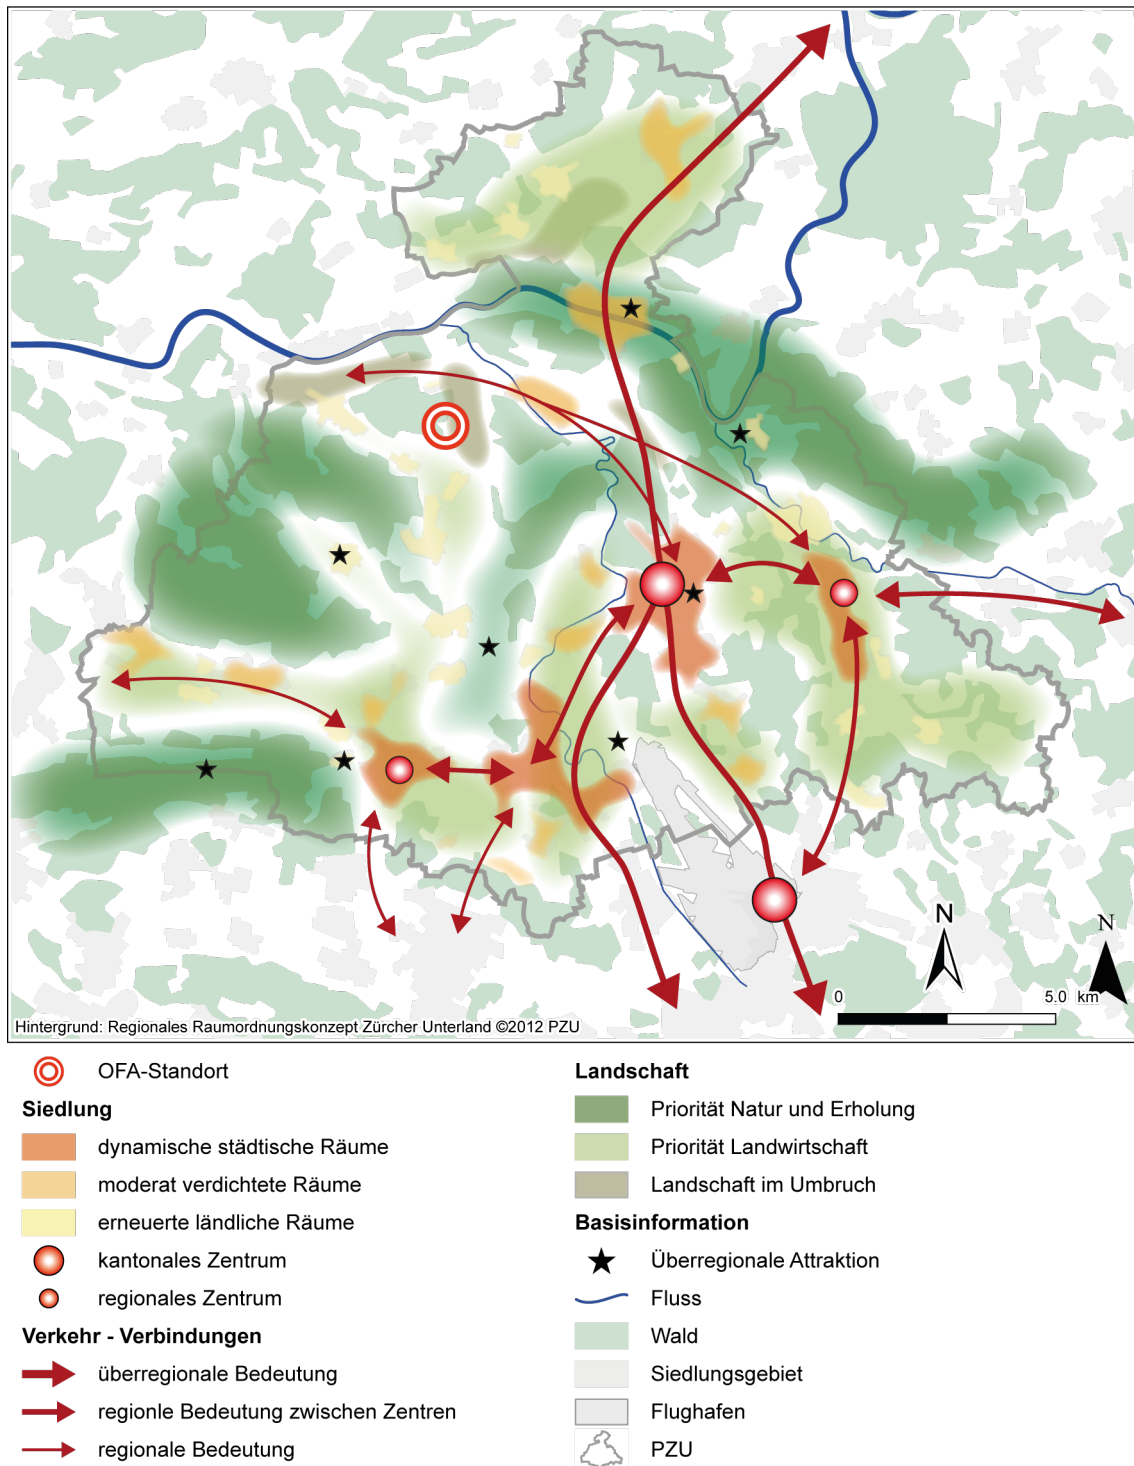 N
N
0 5.0 km
Hintergrund: Regionales Raumordnungskonzept Zürcher Unterland ©2012 PZU
OFA-Standort
Siedlung
dynamische städtische Räume
moderat verdichtete Räume
erneuerte ländliche Räume
kantonales Zentrum
regionales Zentrum
Verkehr - Verbindungen
überregionale Bedeutung
regionle Bedeutung zwischen Zentren
regionale Bedeutung
Landschaft
Priorität Natur und Erholung
Priorität Landwirtschaft
Landschaft im Umbruch
Basisinformation
Überregionale Attraktion
Fluss
Wald
Siedlungsgebiet
Flughafen
PZU